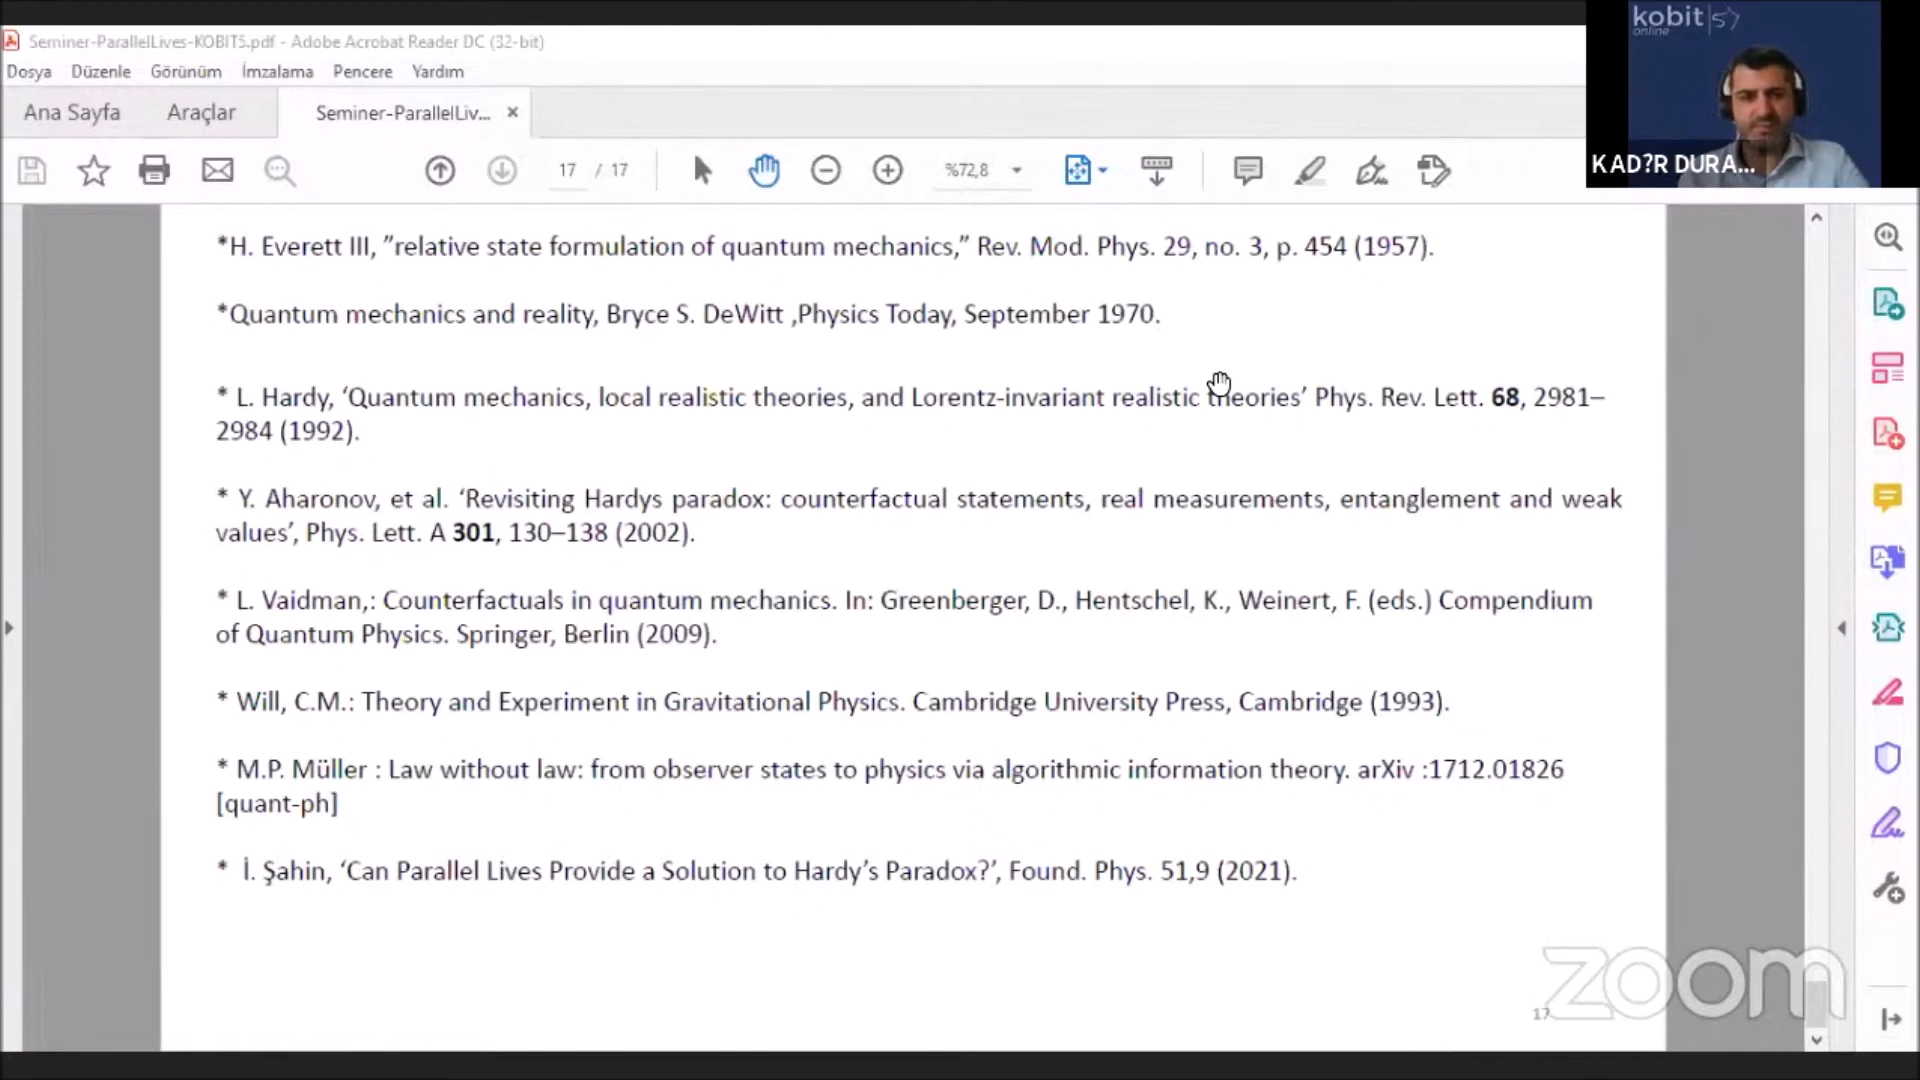 Seminer-ParallelLives-KOBIT5.pdf - Adobe Acrobat Reader DC (32-bit)
Dosya Düzenle Görünüm İmzalama Pencere Yardım
Ana Sayfa Araçlar Seminer-ParallelLiv... ×
17 / 17 %72,8
kobit 5
online
KAD?R DURA...
*H. Everett III, ”relative state formulation of quantum mechanics,” Rev. Mod. Phys. 29, no. 3, p. 454 (1957).
*Quantum mechanics and reality, Bryce S. DeWitt ,Physics Today, September 1970.
* L. Hardy, ‘Quantum mechanics, local realistic theories, and Lorentz-invariant realistic theories’ Phys. Rev. Lett. 68, 2981–
2984 (1992).
* Y. Aharonov, et al. ‘Revisiting Hardys paradox: counterfactual statements, real measurements, entanglement and weak
values’, Phys. Lett. A 301, 130–138 (2002).
* L. Vaidman,: Counterfactuals in quantum mechanics. In: Greenberger, D., Hentschel, K., Weinert, F. (eds.) Compendium
of Quantum Physics. Springer, Berlin (2009).
* Will, C.M.: Theory and Experiment in Gravitational Physics. Cambridge University Press, Cambridge (1993).
* M.P. Müller : Law without law: from observer states to physics via algorithmic information theory. arXiv :1712.01826
[quant-ph]
* İ. Şahin, ‘Can Parallel Lives Provide a Solution to Hardy’s Paradox?’, Found. Phys. 51,9 (2021).
17
zoom